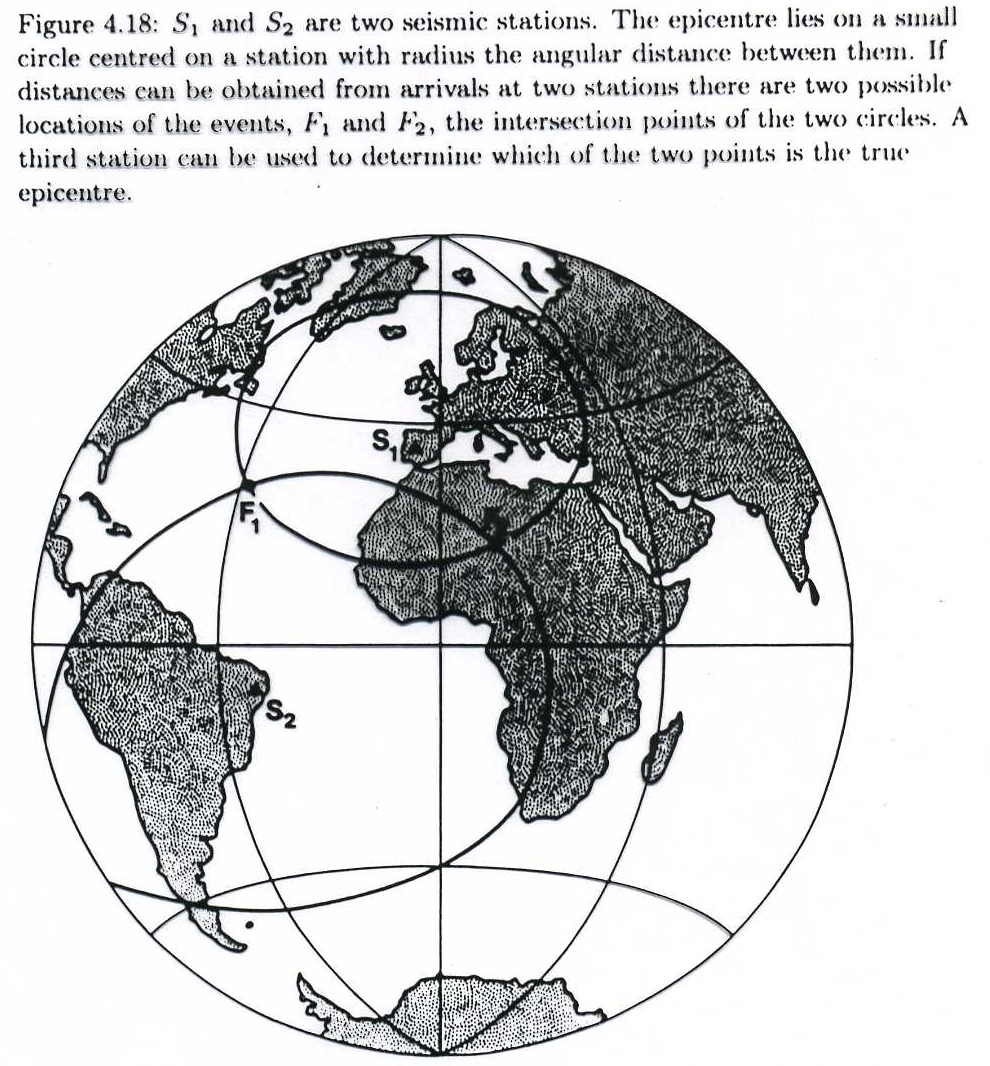 Figure 4.18: S₁ and S₂ are two seismic stations. The epicentre lies on a small
circle centred on a station with radius the angular distance between them. If
distances can be obtained from arrivals at two stations there are two possible
locations of the events, F₁ and F₂, the intersection points of the two circles. A
third station can be used to determine which of the two points is the true
epicentre.
S₁
F₁
S₂